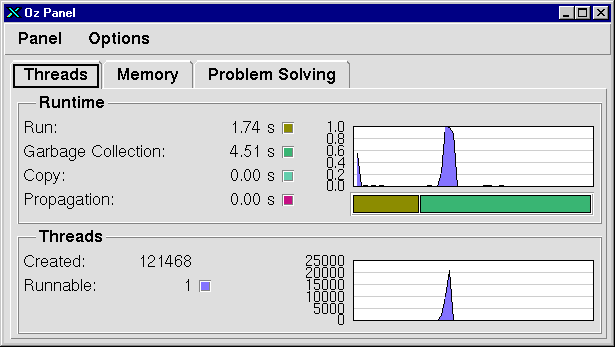 Oz Panel
Panel Options
Threads Memory Problem Solving
Runtime
Run: 1.74 s
Garbage Collection: 4.51 s
Copy: 0.00 s
Propagation: 0.00 s
1.0
0.8
0.6
0.4
0.2
0.0
Threads
Created: 121468
Runnable: 1
25000
20000
15000
10000
5000
0